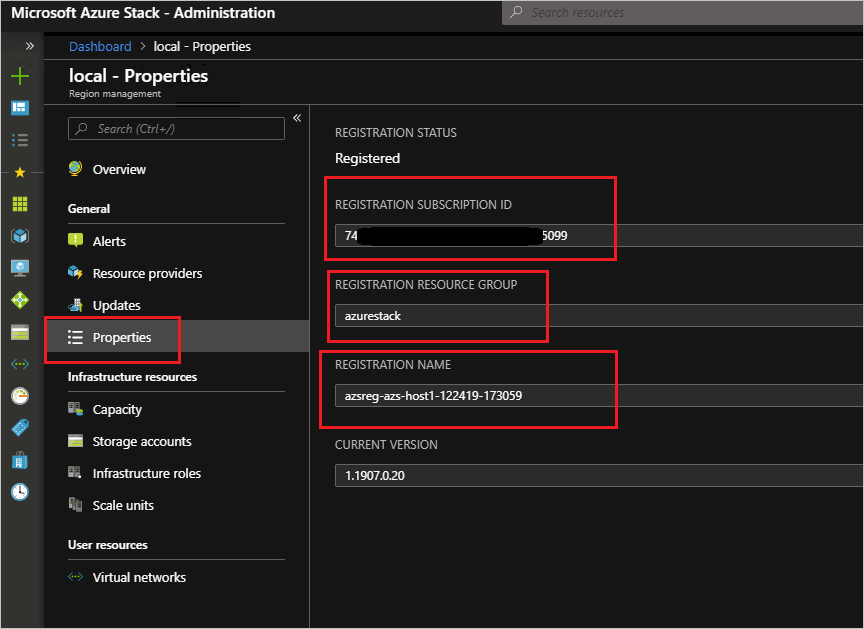 Microsoft Azure Stack - Administration
Search resources
Dashboard > local - Properties
local - Properties
Region management
Search (Ctrl+/)
Overview
General
Alerts
Resource providers
Updates
Properties
Infrastructure resources
Capacity
Storage accounts
Infrastructure roles
Scale units
User resources
Virtual networks
REGISTRATION STATUS
Registered
REGISTRATION SUBSCRIPTION ID
74 5099
REGISTRATION RESOURCE GROUP
azurestack
REGISTRATION NAME
azsreg-azs-host1-122419-173059
CURRENT VERSION
1.1907.0.20